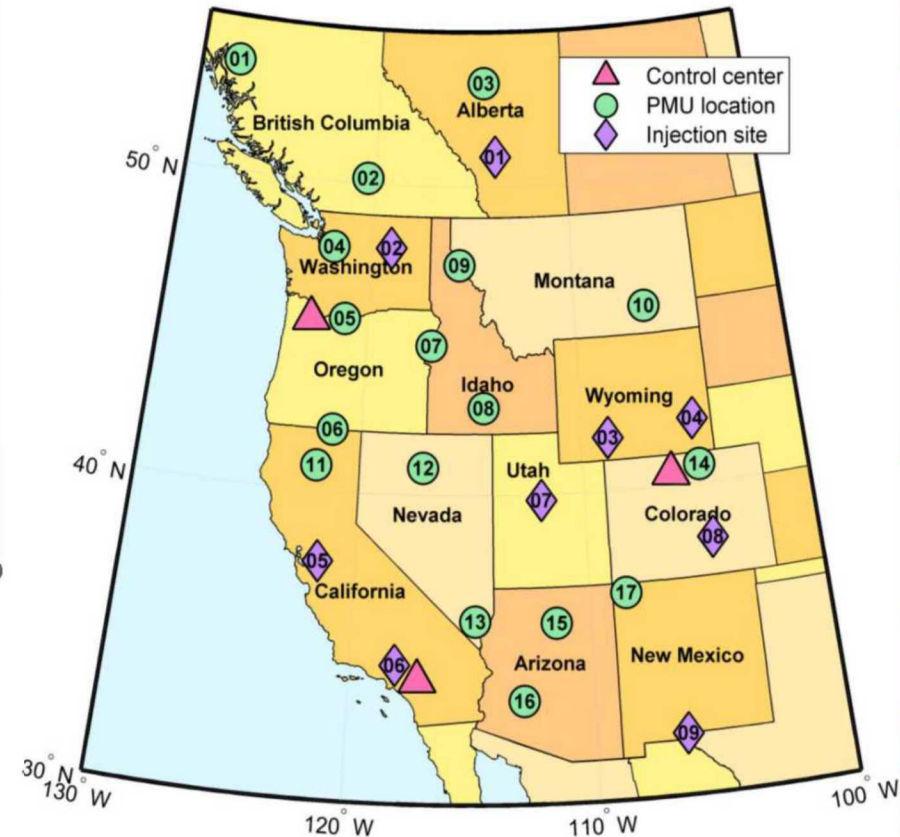 01
03
Alberta
Control center
PMU location
Injection site
British Columbia
50° N
01
02
04
02
Washington
09
Montana
10
05
07
Oregon
Idaho
08
Wyoming
04
03
06
40° N
11
12
Utah
14
07
Nevada
Colorado
08
05
California
17
13
15
Arizona
New Mexico
06
16
09
30° N
130° W
120° W
110° W
100° W